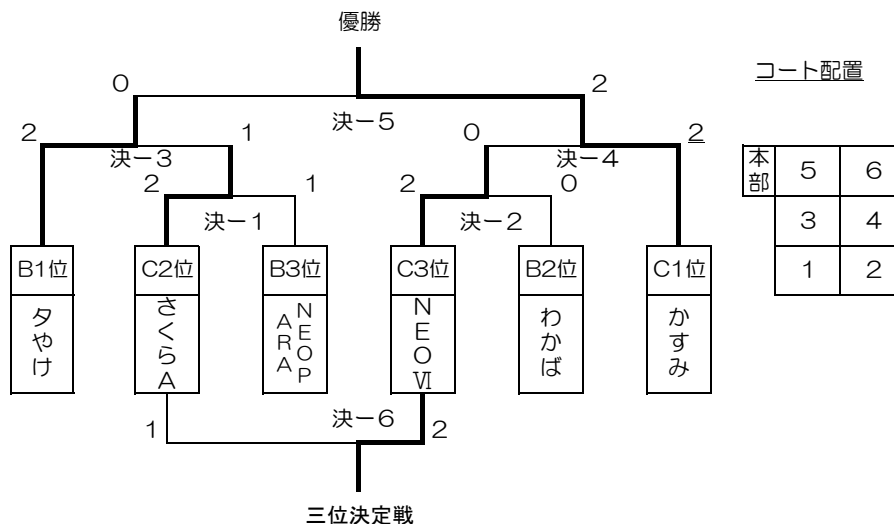 優勝
コート配置
0
2
決ー5
2
1
0
2
決ー3
決ー4
2
1
2
0
決ー1
決ー2
本部
5
6
3
4
1
2
B1位
C2位
B3位
C3位
B2位
C1位
夕やけ
さくらA
NEOP
ARA
NEOⅥ
わかば
かすみ
決ー6
1
2
三位決定戦